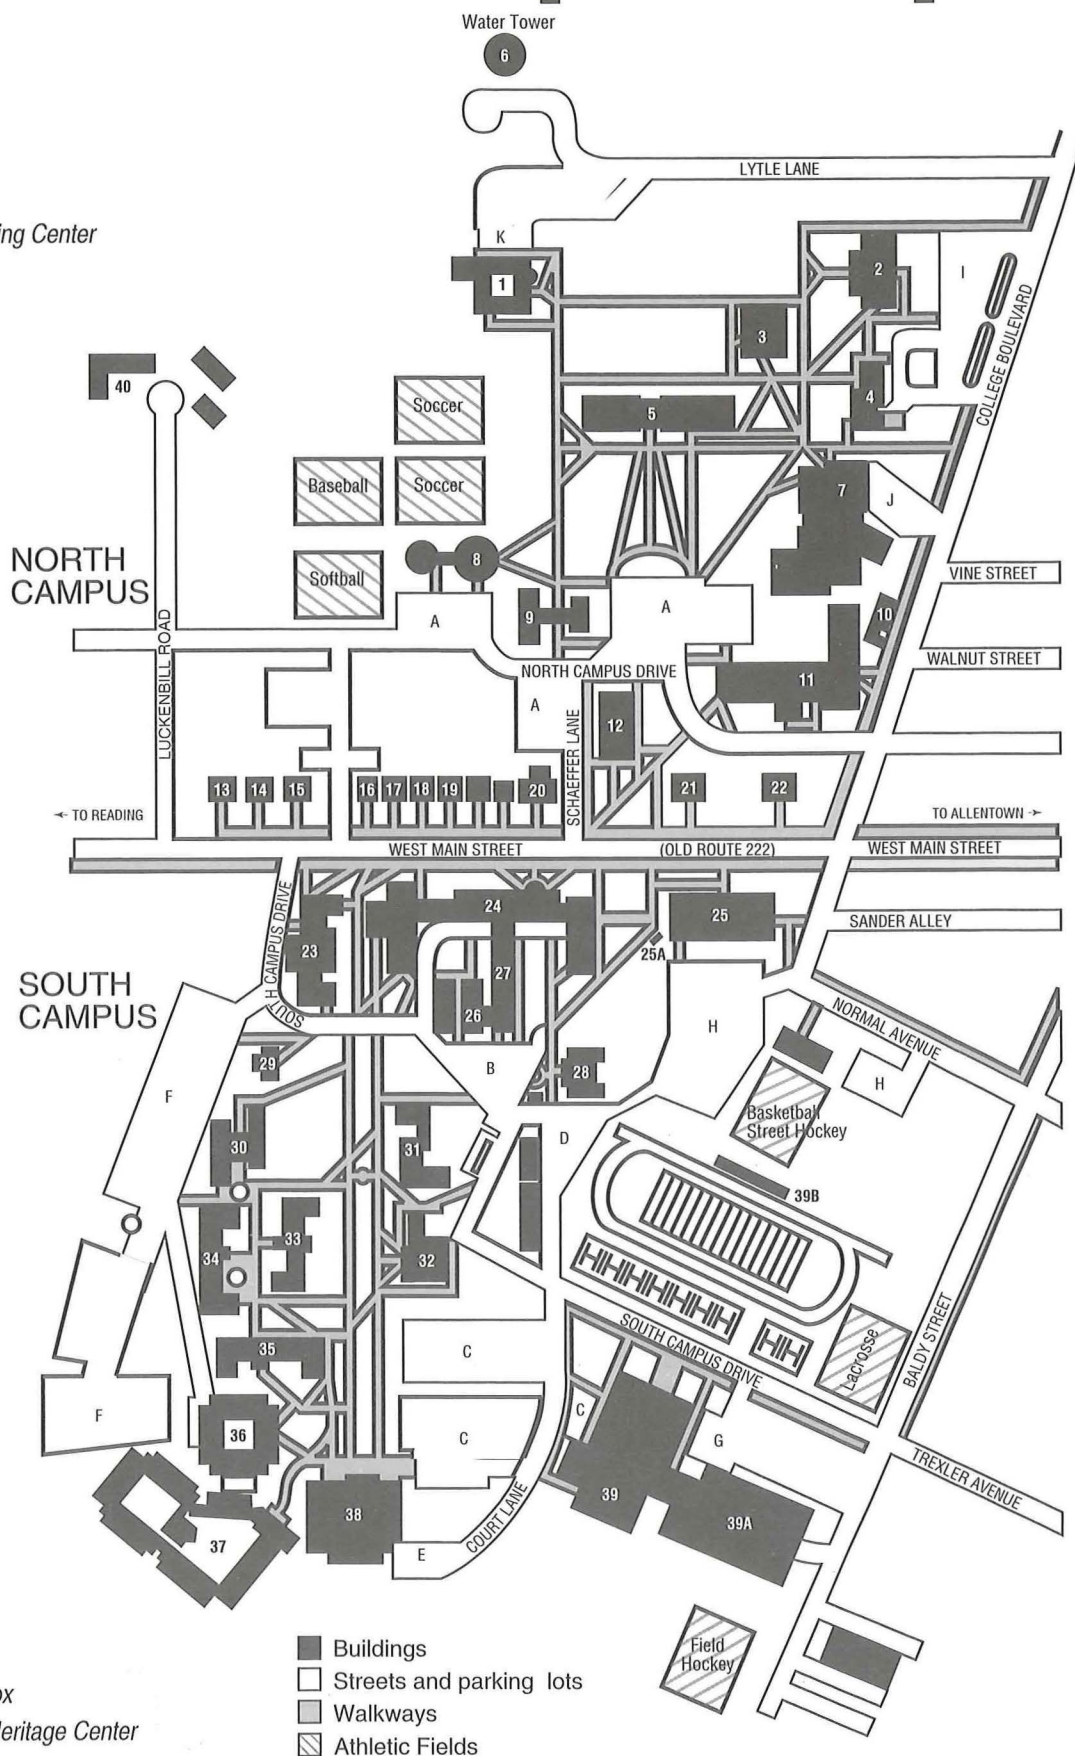 Water Tower
6
LYTLE LANE
ing Center
K
1
2
I
3
COLLEGE BOULEVARD
40
4
Soccer
5
Baseball
Soccer
7
J
NORTH
CAMPUS
8
Softball
VINE STREET
A
9
A
10
LUCKENBILL ROAD
NORTH CAMPUS DRIVE
WALNUT STREET
11
A
SCHAEFFER LANE
12
13
14
15
16
17
18
19
20
21
22
← TO READING
TO ALLENTOWN →
WEST MAIN STREET
(OLD ROUTE 222)
WEST MAIN STREET
SOUTH CAMPUS DRIVE
24
25
SANDER ALLEY
23
25A
27
SOUTH
CAMPUS
26
H
NORMAL AVENUE
29
B
28
H
F
Basketball
Street Hockey
30
31
D
39B
33
34
32
35
C
SOUTH CAMPUS DRIVE
Lacrosse
BALDY STREET
F
36
C
C
G
TREXLER AVENUE
38
39
39A
37
E
COURT LANE
Field
Hockey
Buildings
Streets and parking lots
Walkways
Athletic Fields
ox
Heritage Center